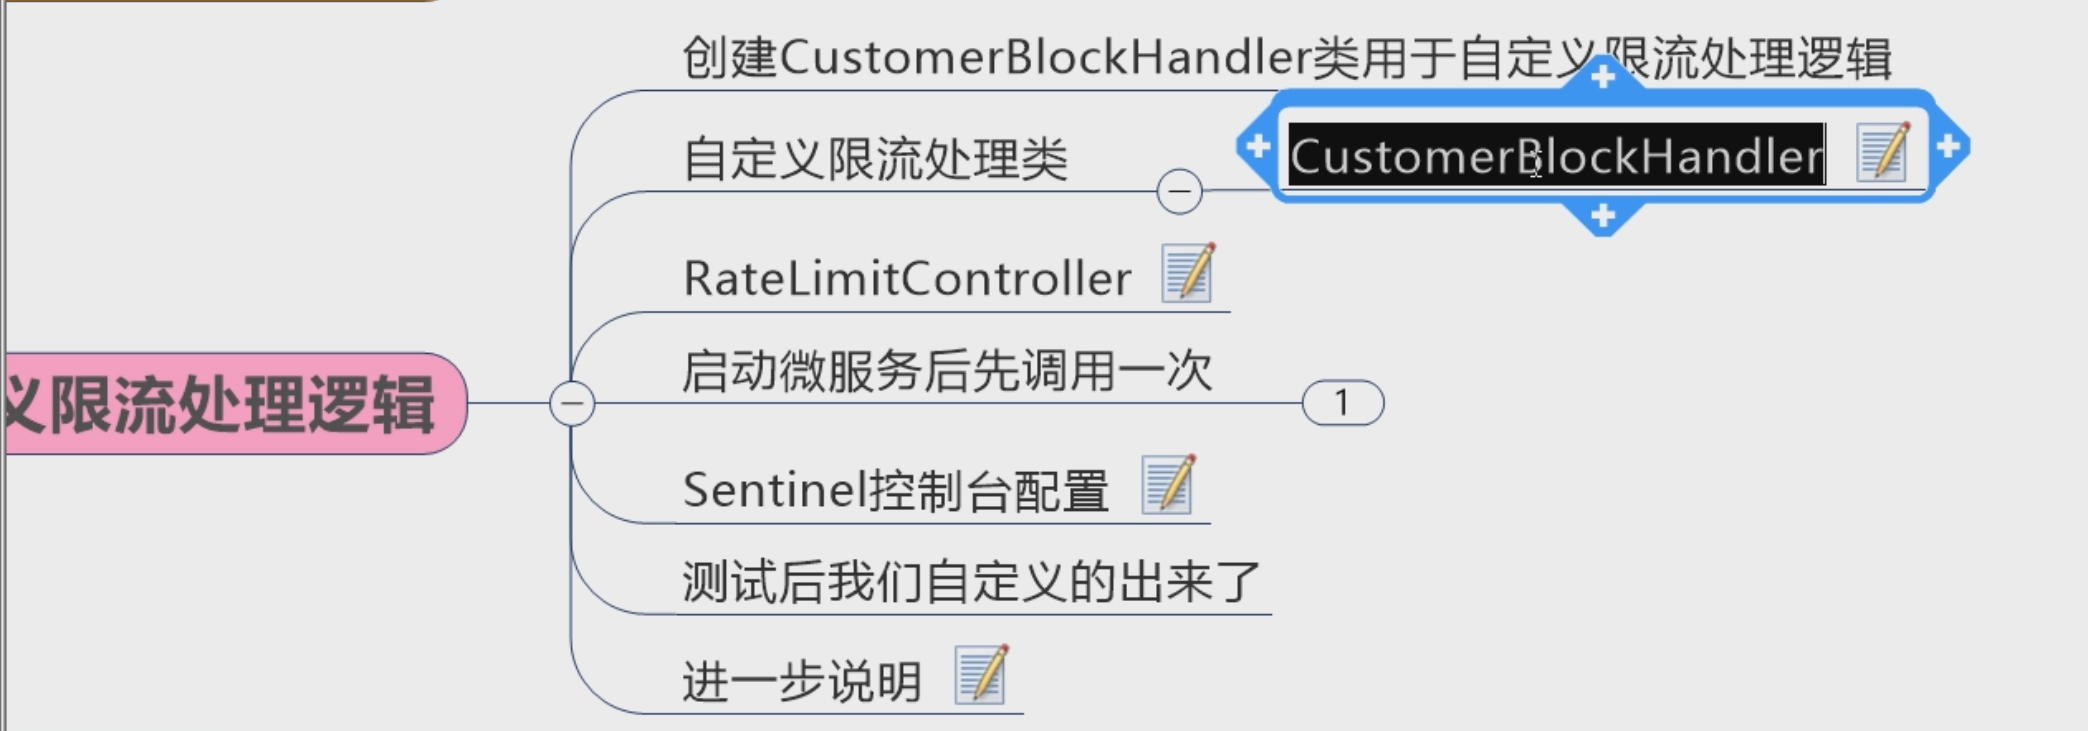 创建CustomerBlockHandler类用于自定义限流处理逻辑
自定义限流处理类
CustomerBlockHandler
RateLimitController
启动微服务后先调用一次
1
义限流处理逻辑
Sentinel控制台配置
测试后我们自定义的出来了
进一步说明